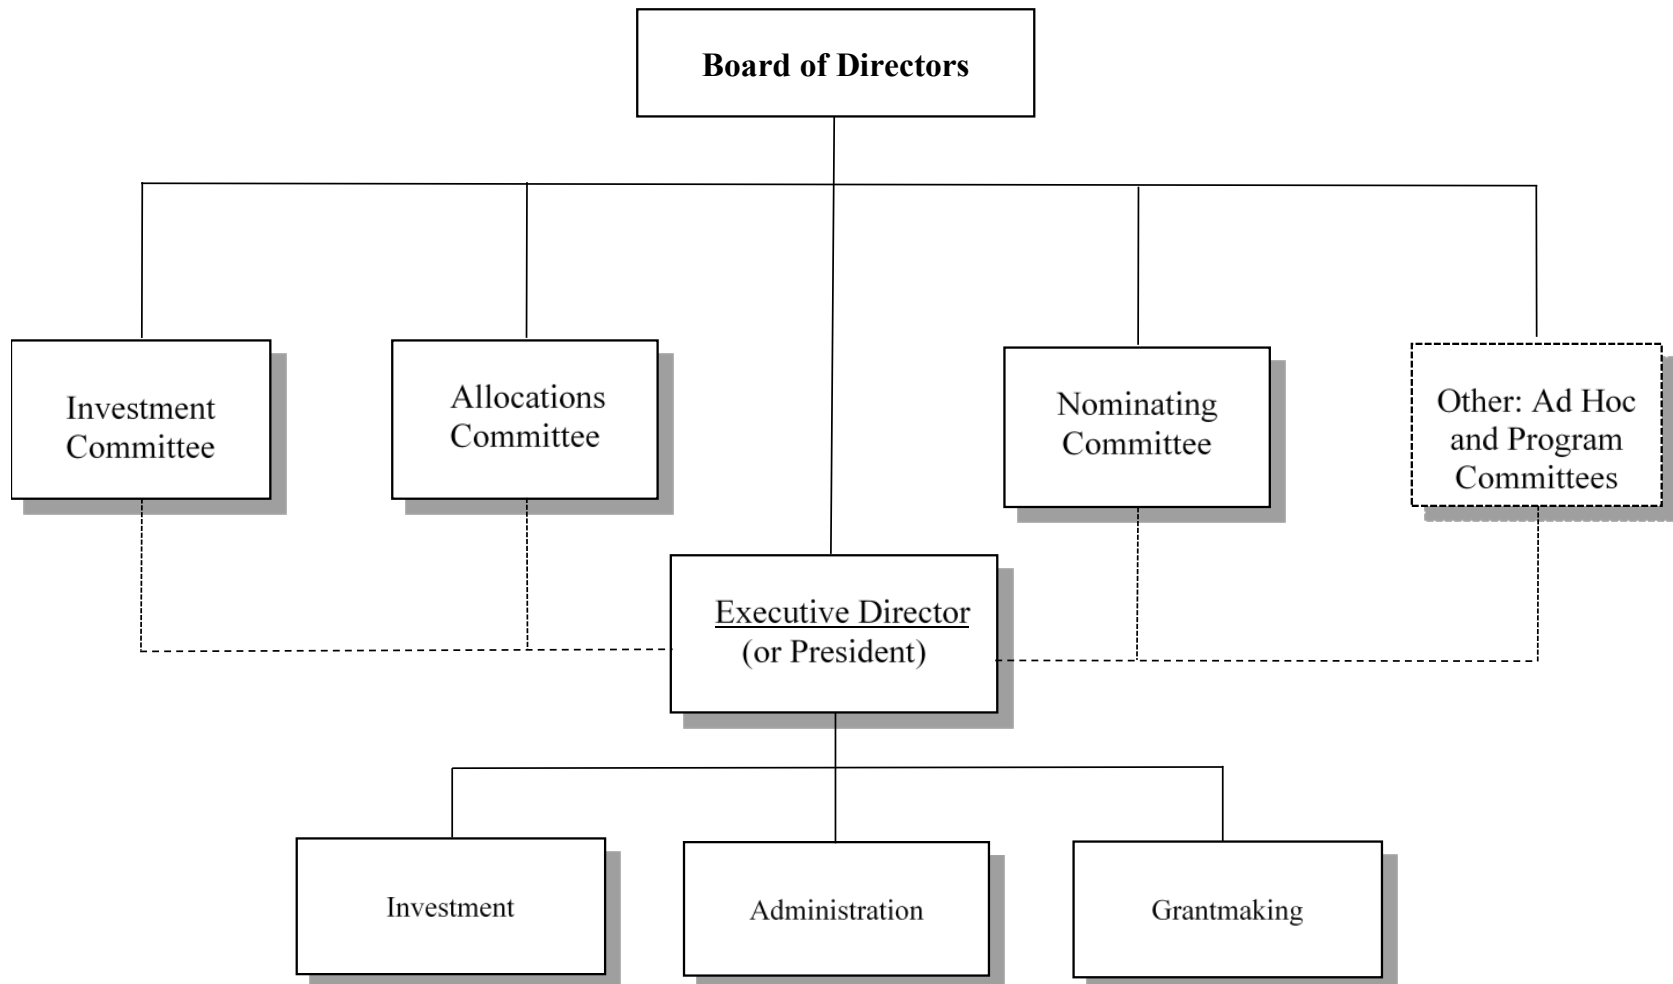 Board of Directors
Investment
Committee
Allocations
Committee
Nominating
Committee
Other: Ad Hoc
and Program
Committees
Executive Director
(or President)
Investment
Administration
Grantmaking